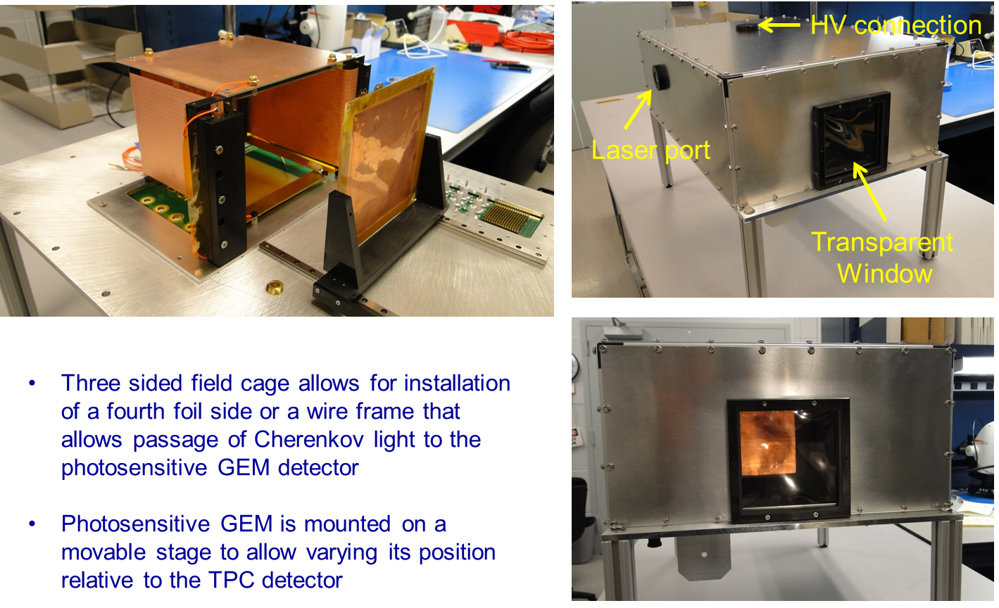 HV connection
Laser port
Transparent
Window
• Three sided field cage allows for installation
of a fourth foil side or a wire frame that
allows passage of Cherenkov light to the
photosensitive GEM detector
• Photosensitive GEM is mounted on a
movable stage to allow varying its position
relative to the TPC detector